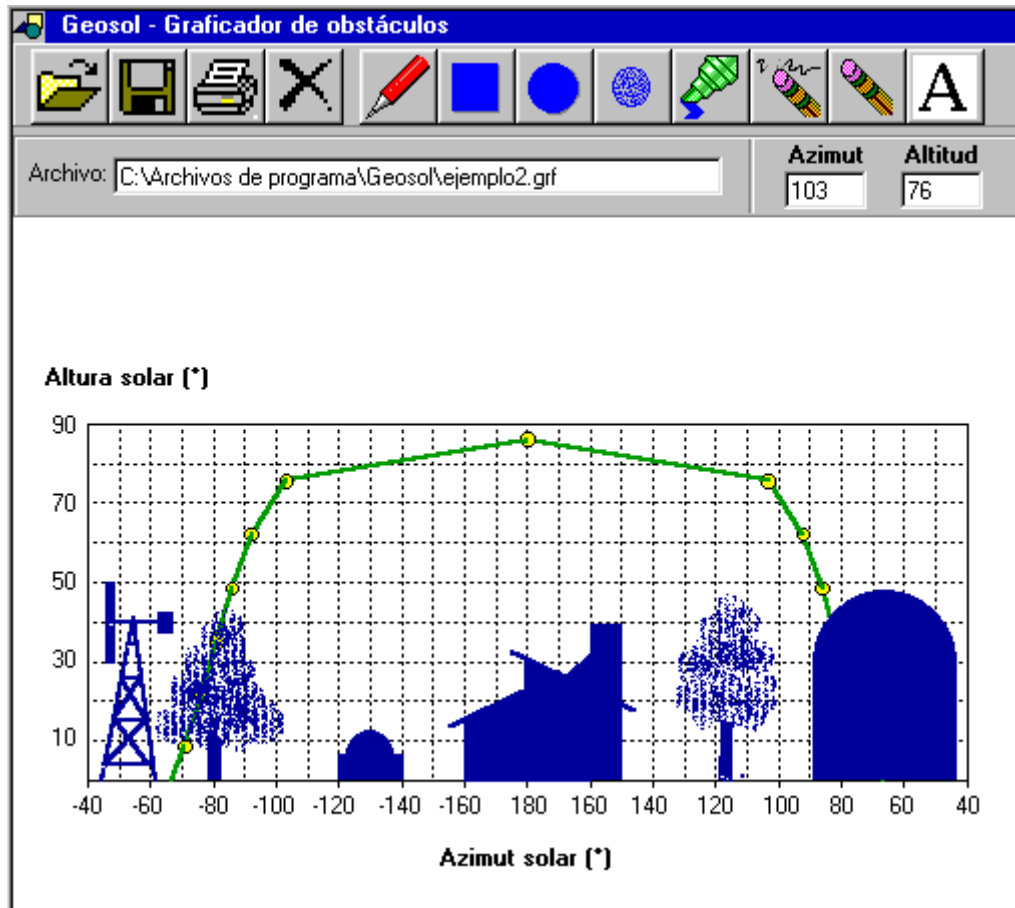 Geosol - Graficador de obstáculos
A
Archivo: C:\Archivos de programa\Geosol\ejemplo2.grf
Azimut Altitud
103 76
Altura solar (°)
90
70
50
30
10
-40 -60 -80 -100 -120 -140 -160 180 160 140 120 100 80 60 40
Azimut solar (°)